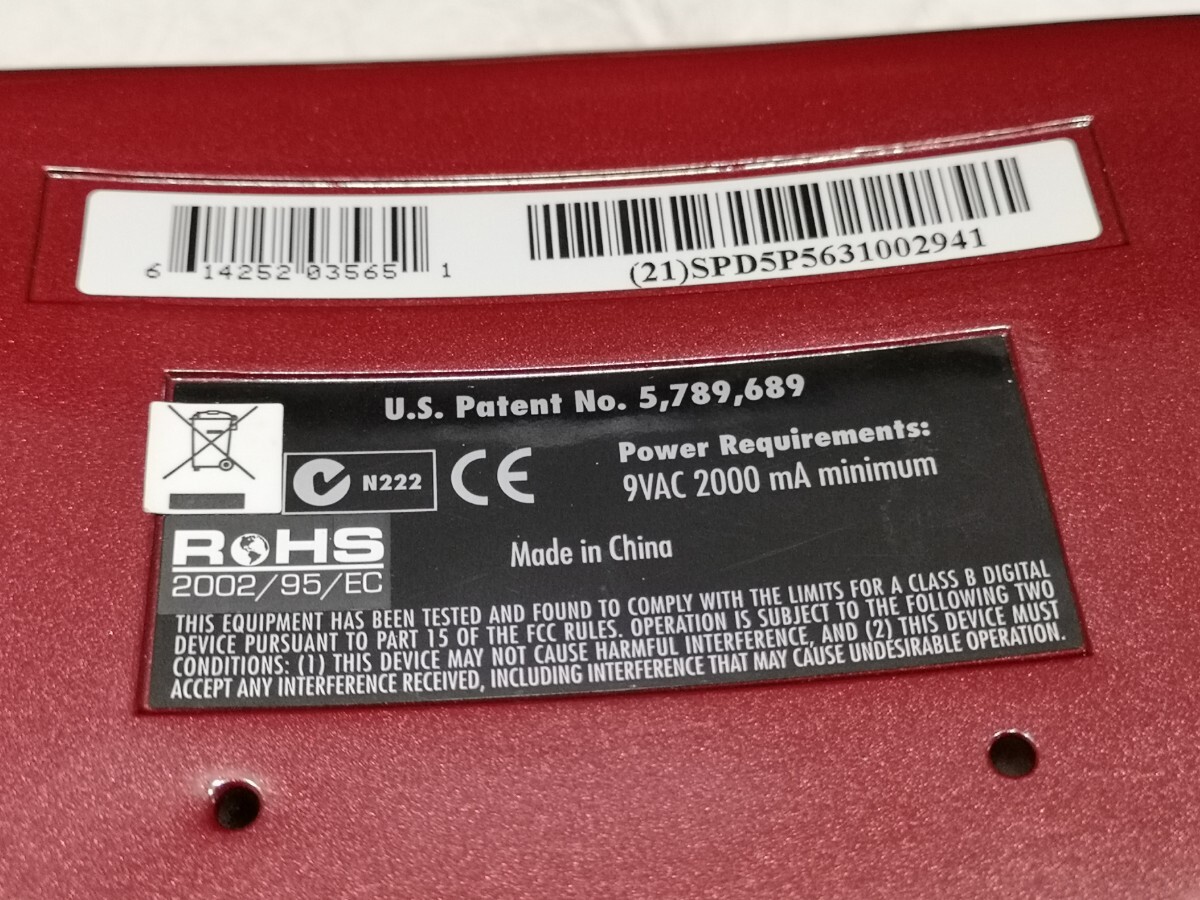 6 14252 03565 1
(21)SPD5P5631002941
U.S. Patent No. 5,789,689
N222
CE
Power Requirements:
9VAC 2000 mA minimum
RoHS
2002/95/EC
Made in China
THIS EQUIPMENT HAS BEEN TESTED AND FOUND TO COMPLY WITH THE LIMITS FOR A CLASS B DIGITAL
DEVICE PURSUANT TO PART 15 OF THE FCC RULES. OPERATION IS SUBJECT TO THE FOLLOWING TWO
CONDITIONS: (1) THIS DEVICE MAY NOT CAUSE HARMFUL INTERFERENCE, AND (2) THIS DEVICE MUST
ACCEPT ANY INTERFERENCE RECEIVED, INCLUDING INTERFERENCE THAT MAY CAUSE UNDESIRABLE OPERATION.